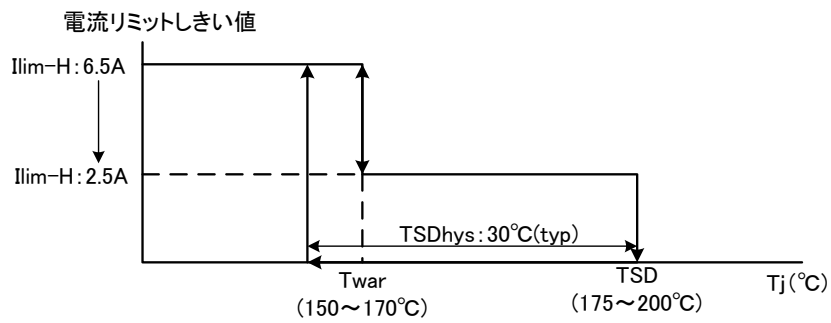 電流リミットしきい値
Ilim-H:6.5A
Ilim-H:2.5A
TSDhys:30℃(typ)
Twar
(150～170℃)
TSD
(175～200℃)
Tj(℃)